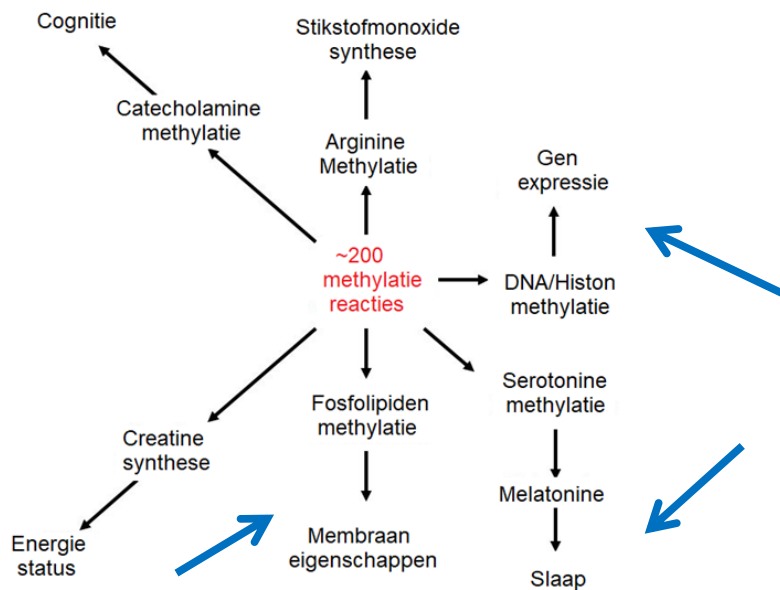 Cognitie
Stikstofmonoxide
synthese
Catecholamine
methylatie
Arginine
Methylatie
Gen
expressie
~200
methylatie
reacties
DNA/Histon
methylatie
Serotonine
methylatie
Fosfolipiden
methylatie
Creatine
synthese
Melatonine
Energie
status
Membraan
eigenschappen
Slaap